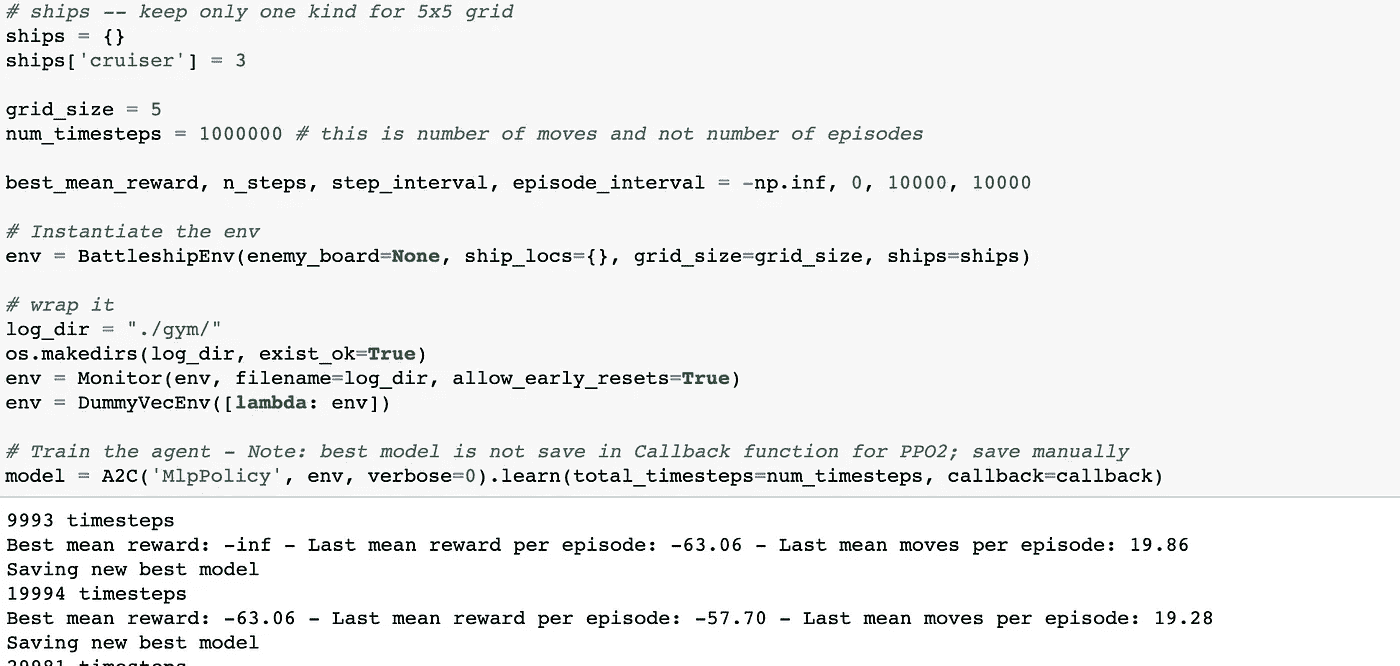 # ships -- keep only one kind for 5x5 grid
ships = {}
ships['cruiser'] = 3
grid_size = 5
num_timesteps = 1000000 # this is number of moves and not number of episodes
best_mean_reward, n_steps, step_interval, episode_interval = -np.inf, 0, 10000, 10000
# Instantiate the env
env = BattleshipEnv(enemy_board=None, ship_locs={}, grid_size=grid_size, ships=ships)
# wrap it
log_dir = "./gym/"
os.makedirs(log_dir, exist_ok=True)
env = Monitor(env, filename=log_dir, allow_early_resets=True)
env = DummyVecEnv([lambda: env])
# Train the agent - Note: best model is not save in Callback function for PPO2; save manually
model = A2C('MlpPolicy', env, verbose=0).learn(total_timesteps=num_timesteps, callback=callback)
9993 timesteps
Best mean reward: -inf - Last mean reward per episode: -63.06 - Last mean moves per episode: 19.86
Saving new best model
19994 timesteps
Best mean reward: -63.06 - Last mean reward per episode: -57.70 - Last mean moves per episode: 19.28
Saving new best model
timesteps